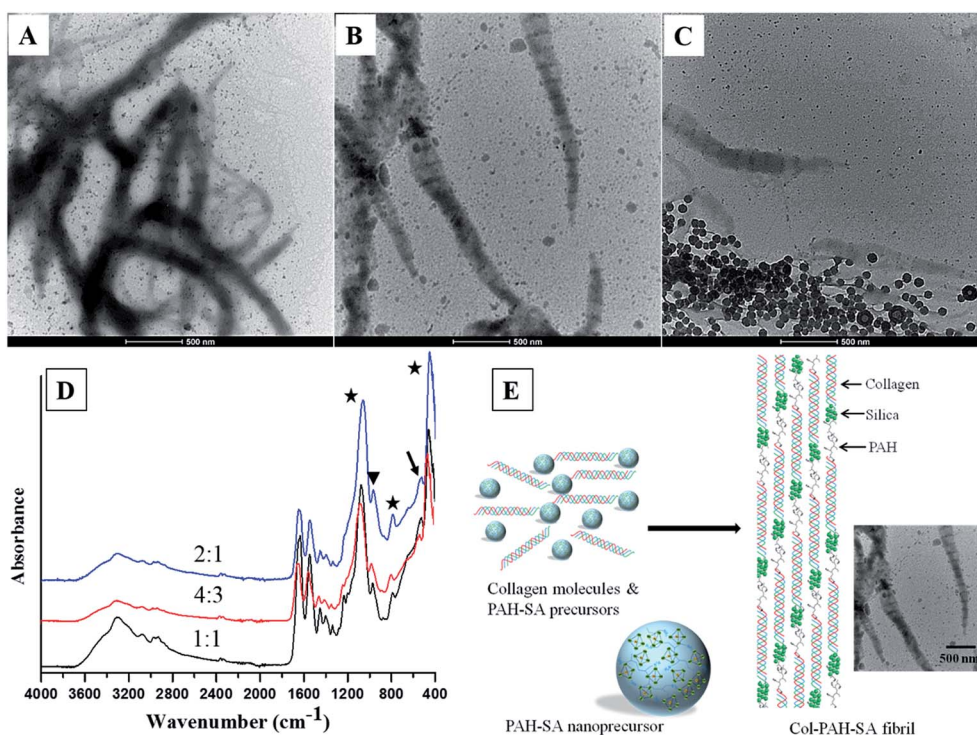 A
B
C
500 nm
500 nm
500 nm
D
2:1
4:3
1:1
Absorbance
4000 3600 3200 2800 2400 2000 1600 1200 800 400
Wavenumber (cm-1)
E
Collagen
Silica
PAH
Collagen molecules &
PAH-SA precursors
500 nm
PAH-SA nanoprecursor
Col-PAH-SA fibril